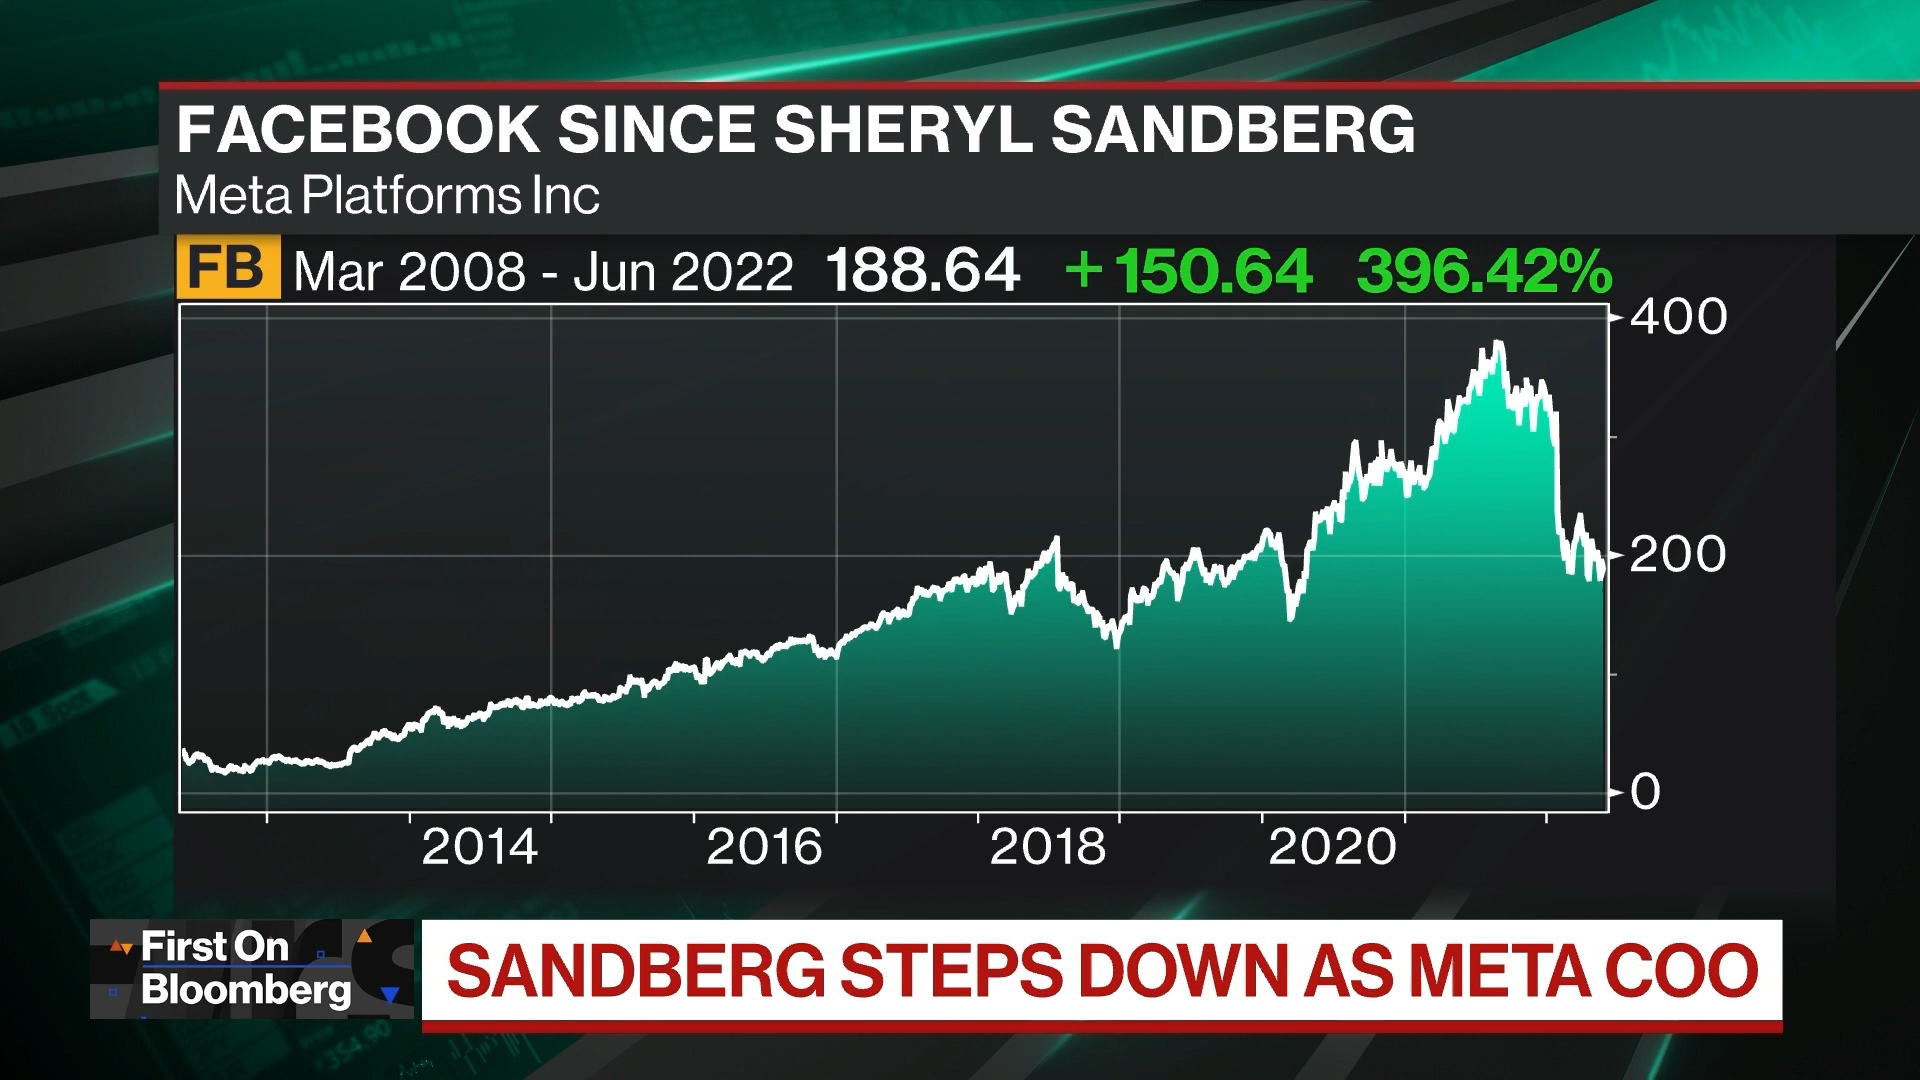 FACEBOOK SINCE SHERYL SANDBERG
Meta Platforms Inc
FB Mar 2008 - Jun 2022 188.64 +150.64 396.42%
400
200
0
2014 2016 2018 2020
First On
Bloomberg
SANDBERG STEPS DOWN AS META COO